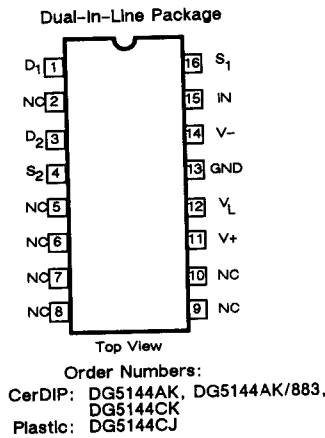 Dual-In-Line Package
D1 1 16 S1
NC 2 15 IN
D2 3 14 V-
S2 4 13 GND
NC 5 12 VL
NC 6 11 V+
NC 7 10 NC
NC 8 9 NC
Top View
Order Numbers:
CerDIP: DG5144AK, DG5144AK/883,
DG5144CK
Plastic: DG5144CJ